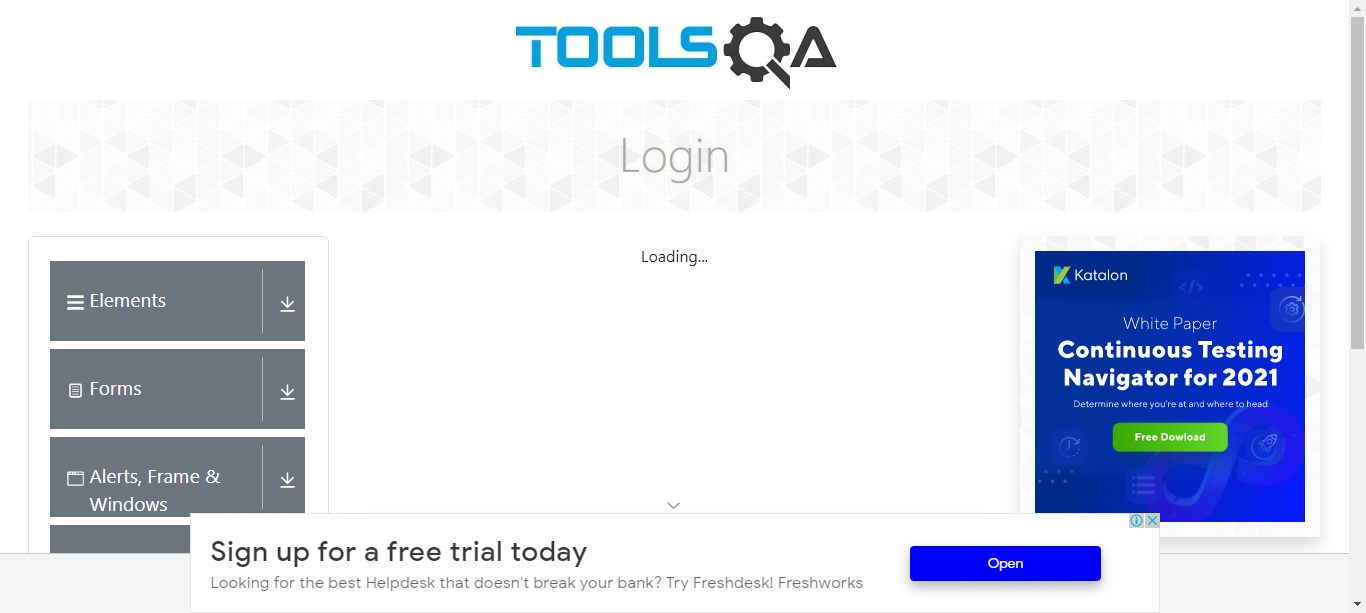 TOOLSQA
Login
Elements
Forms
Alerts, Frame &
Windows
Loading...
Katalon
</>
White Paper
Continuous Testing
Navigator for 2021
Determine where you're at and where to head
Free Dowload
Sign up for a free trial today
Looking for the best Helpdesk that doesn't break your bank? Try Freshdesk! Freshworks
Open